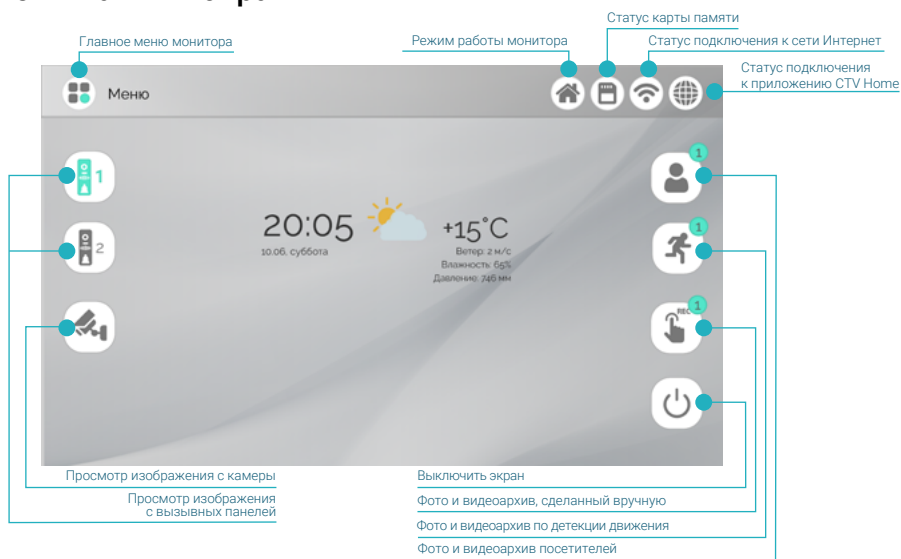 Статус карты памяти
Главное меню монитора
Режим работы монитора
Статус подключения к сети Интернет
Статус подключения
к приложению CTV Home
Меню
1
2
20:05
10.06, суббота
+15°C
Ветер: 2 м/с
Влажность: 65%
Давление: 746 мм
1
1
REC
1
Просмотр изображения с камеры
Просмотр изображения
с вызывных панелей
Выключить экран
Фото и видеоархив, сделанный вручную
Фото и видеоархив по детекции движения
Фото и видеоархив посетителей